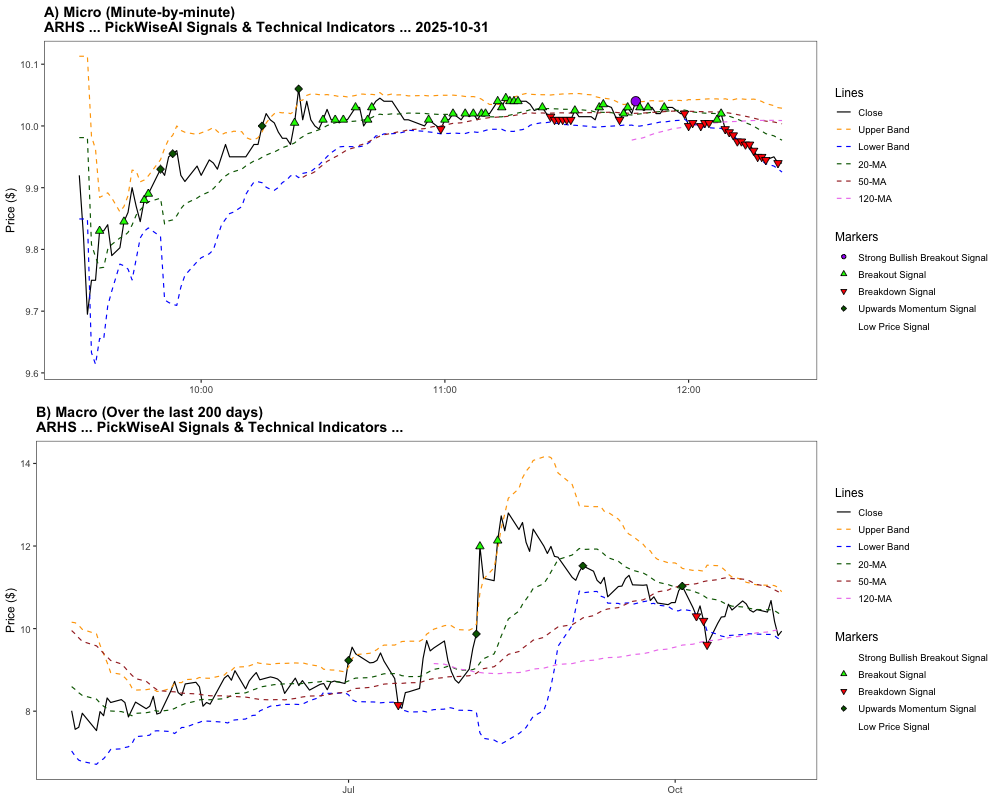 A) Micro (Minute-by-minute)
ARHS ... PickWiseAI Signals & Technical Indicators ... 2025-10-31
Price ($)
10.1
10.0
9.9
9.8
9.7
9.6
10:00
11:00
12:00
Lines
Close
Upper Band
Lower Band
20-MA
50-MA
120-MA
Markers
Strong Bullish Breakout Signal
Breakout Signal
Breakdown Signal
Upwards Momentum Signal
Low Price Signal
B) Macro (Over the last 200 days)
ARHS ... PickWiseAI Signals & Technical Indicators ...
Price ($)
14
12
10
8
Jul
Oct
Lines
Close
Upper Band
Lower Band
20-MA
50-MA
120-MA
Markers
Strong Bullish Breakout Signal
Breakout Signal
Breakdown Signal
Upwards Momentum Signal
Low Price Signal